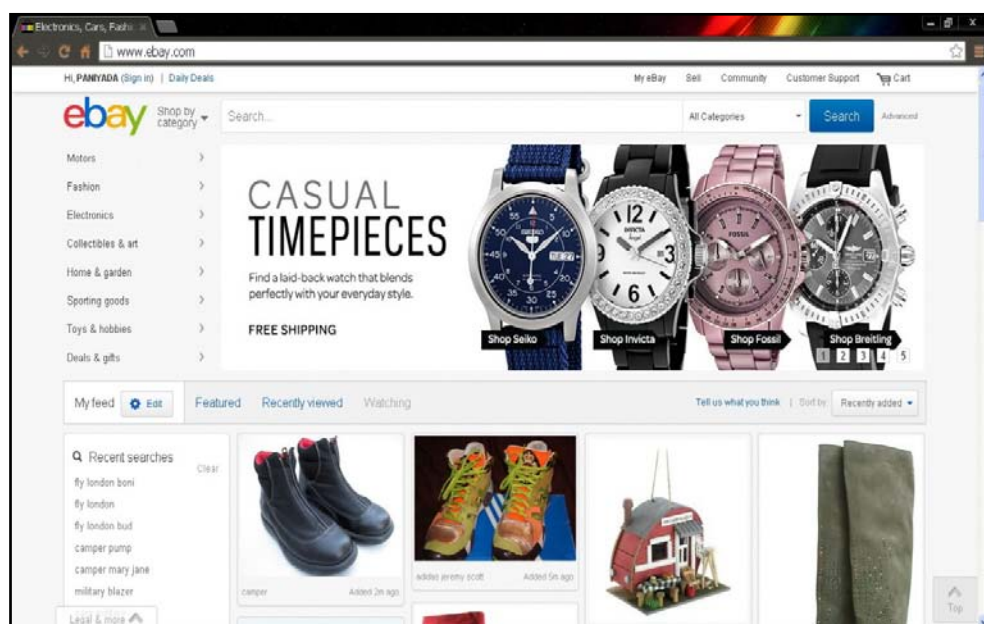 Electronics, Cars, Fashi
www.ebay.com
Hi, PANIYADA (Sign in) | Daily Deals
My eBay Sell Community Customer Support Cart
ebay
Shop by category
Search...
All Categories
Search
Advanced
Motors
Fashion
Electronics
Collectibles & art
Home & garden
Sporting goods
Toys & hobbies
Deals & gifts
CASUAL
TIMEPIECES
Find a laid-back watch that blends
perfectly with your everyday style.
FREE SHIPPING
Shop Seiko
Shop Invicta
Shop Fossil
Shop Breitling
1 2 3 4 5
My feed Edit Featured Recently viewed Watching
Tell us what you think | Sort by Recently added
Recent searches
Clear
fly london boni
fly london
fly london bud
camper pump
camper mary jane
military blazer
Legal & more
camper Added 2m ago
adidas jeremy scott Added 5m ago
Top